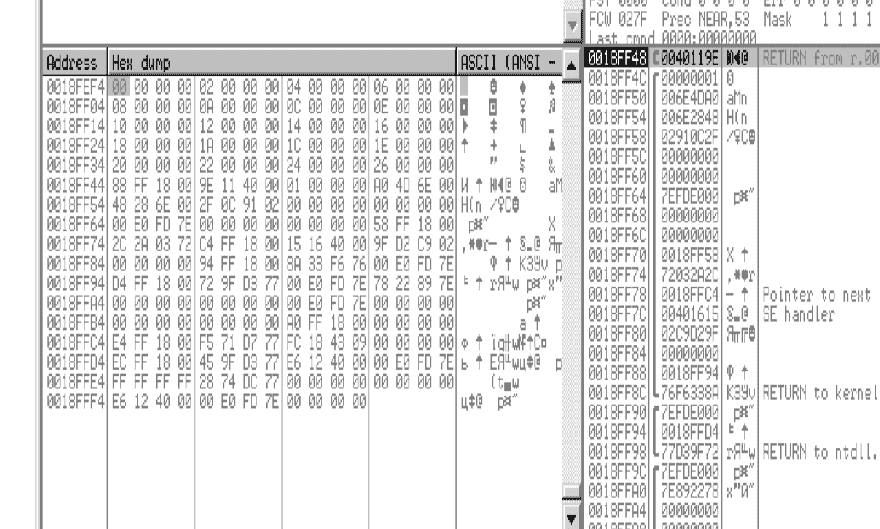 FCW 027F Prec NEAR,53 Mask 1 1 1 1
Last cmnd 0000:00000000
Address Hex dump ASCII (ANSI -
0018FEF4 00 00 00 00 02 00 00 00 04 00 00 00 06 00 00 00
0018FF04 08 00 00 00 0A 00 00 00 0C 00 00 00 0E 00 00 00
0018FF14 10 00 00 00 12 00 00 00 14 00 00 00 16 00 00 00
0018FF24 18 00 00 00 1A 00 00 00 1C 00 00 00 1E 00 00 00
0018FF34 20 00 00 00 22 00 00 00 24 00 00 00 26 00 00 00 " $ &
0018FF44 88 FF 18 00 9E 11 40 00 01 00 00 00 A0 4D 6E 00
0018FF54 48 28 6E 00 2F 0C 91 02 00 00 00 00 00 00 00 00 H(n
0018FF64 00 E0 FD 7E 00 00 00 00 00 00 00 00 58 FF 18 00
0018FF74 2C 2A 03 72 C4 FF 18 00 15 16 40 00 9F D2 C9 02
0018FF84 00 00 00 00 94 FF 18 00 8A 33 F6 76 00 E0 FD 7E
0018FF94 D4 FF 18 00 72 9F D3 77 00 E0 FD 7E 78 22 89 7E
0018FFA4 00 00 00 00 00 00 00 00 00 E0 FD 7E 00 00 00 00
0018FFB4 00 00 00 00 00 00 00 00 A0 FF 18 00 00 00 00 00
0018FFC4 E4 FF 18 00 F5 71 D7 77 FC 18 43 09 00 00 00 00
0018FFD4 EC FF 18 00 45 9F D3 77 E6 12 40 00 00 E0 FD 7E
0018FFE4 FF FF FF FF 28 74 DC 77 00 00 00 00 00 00 00 00
0018FFF4 E6 12 40 00 00 E0 FD 7E 00 00 00 00
0018FF48 0040119E RETURN from r.00
0018FF4C 00000001
0018FF50 006E4DA0
0018FF54 006E2848 H(n
0018FF58 02910C2F
0018FF5C 00000000
0018FF60 00000000
0018FF64 7EFDE000
0018FF68 00000000
0018FF6C 00000000
0018FF70 0018FF58 X ↑
0018FF74 72032A2C
0018FF78 0018FFC4 Pointer to next
0018FF7C 00401615 SE handler
0018FF80 02C9D29F
0018FF84 00000000
0018FF88 0018FF94
0018FF8C 76F6338A RETURN to kernel
0018FF90 7EFDE000
0018FF94 0018FFD4
0018FF98 77D39F72 RETURN to ntdll.
0018FF9C 7EFDE000
0018FFA0 7E892278
0018FFA4 00000000